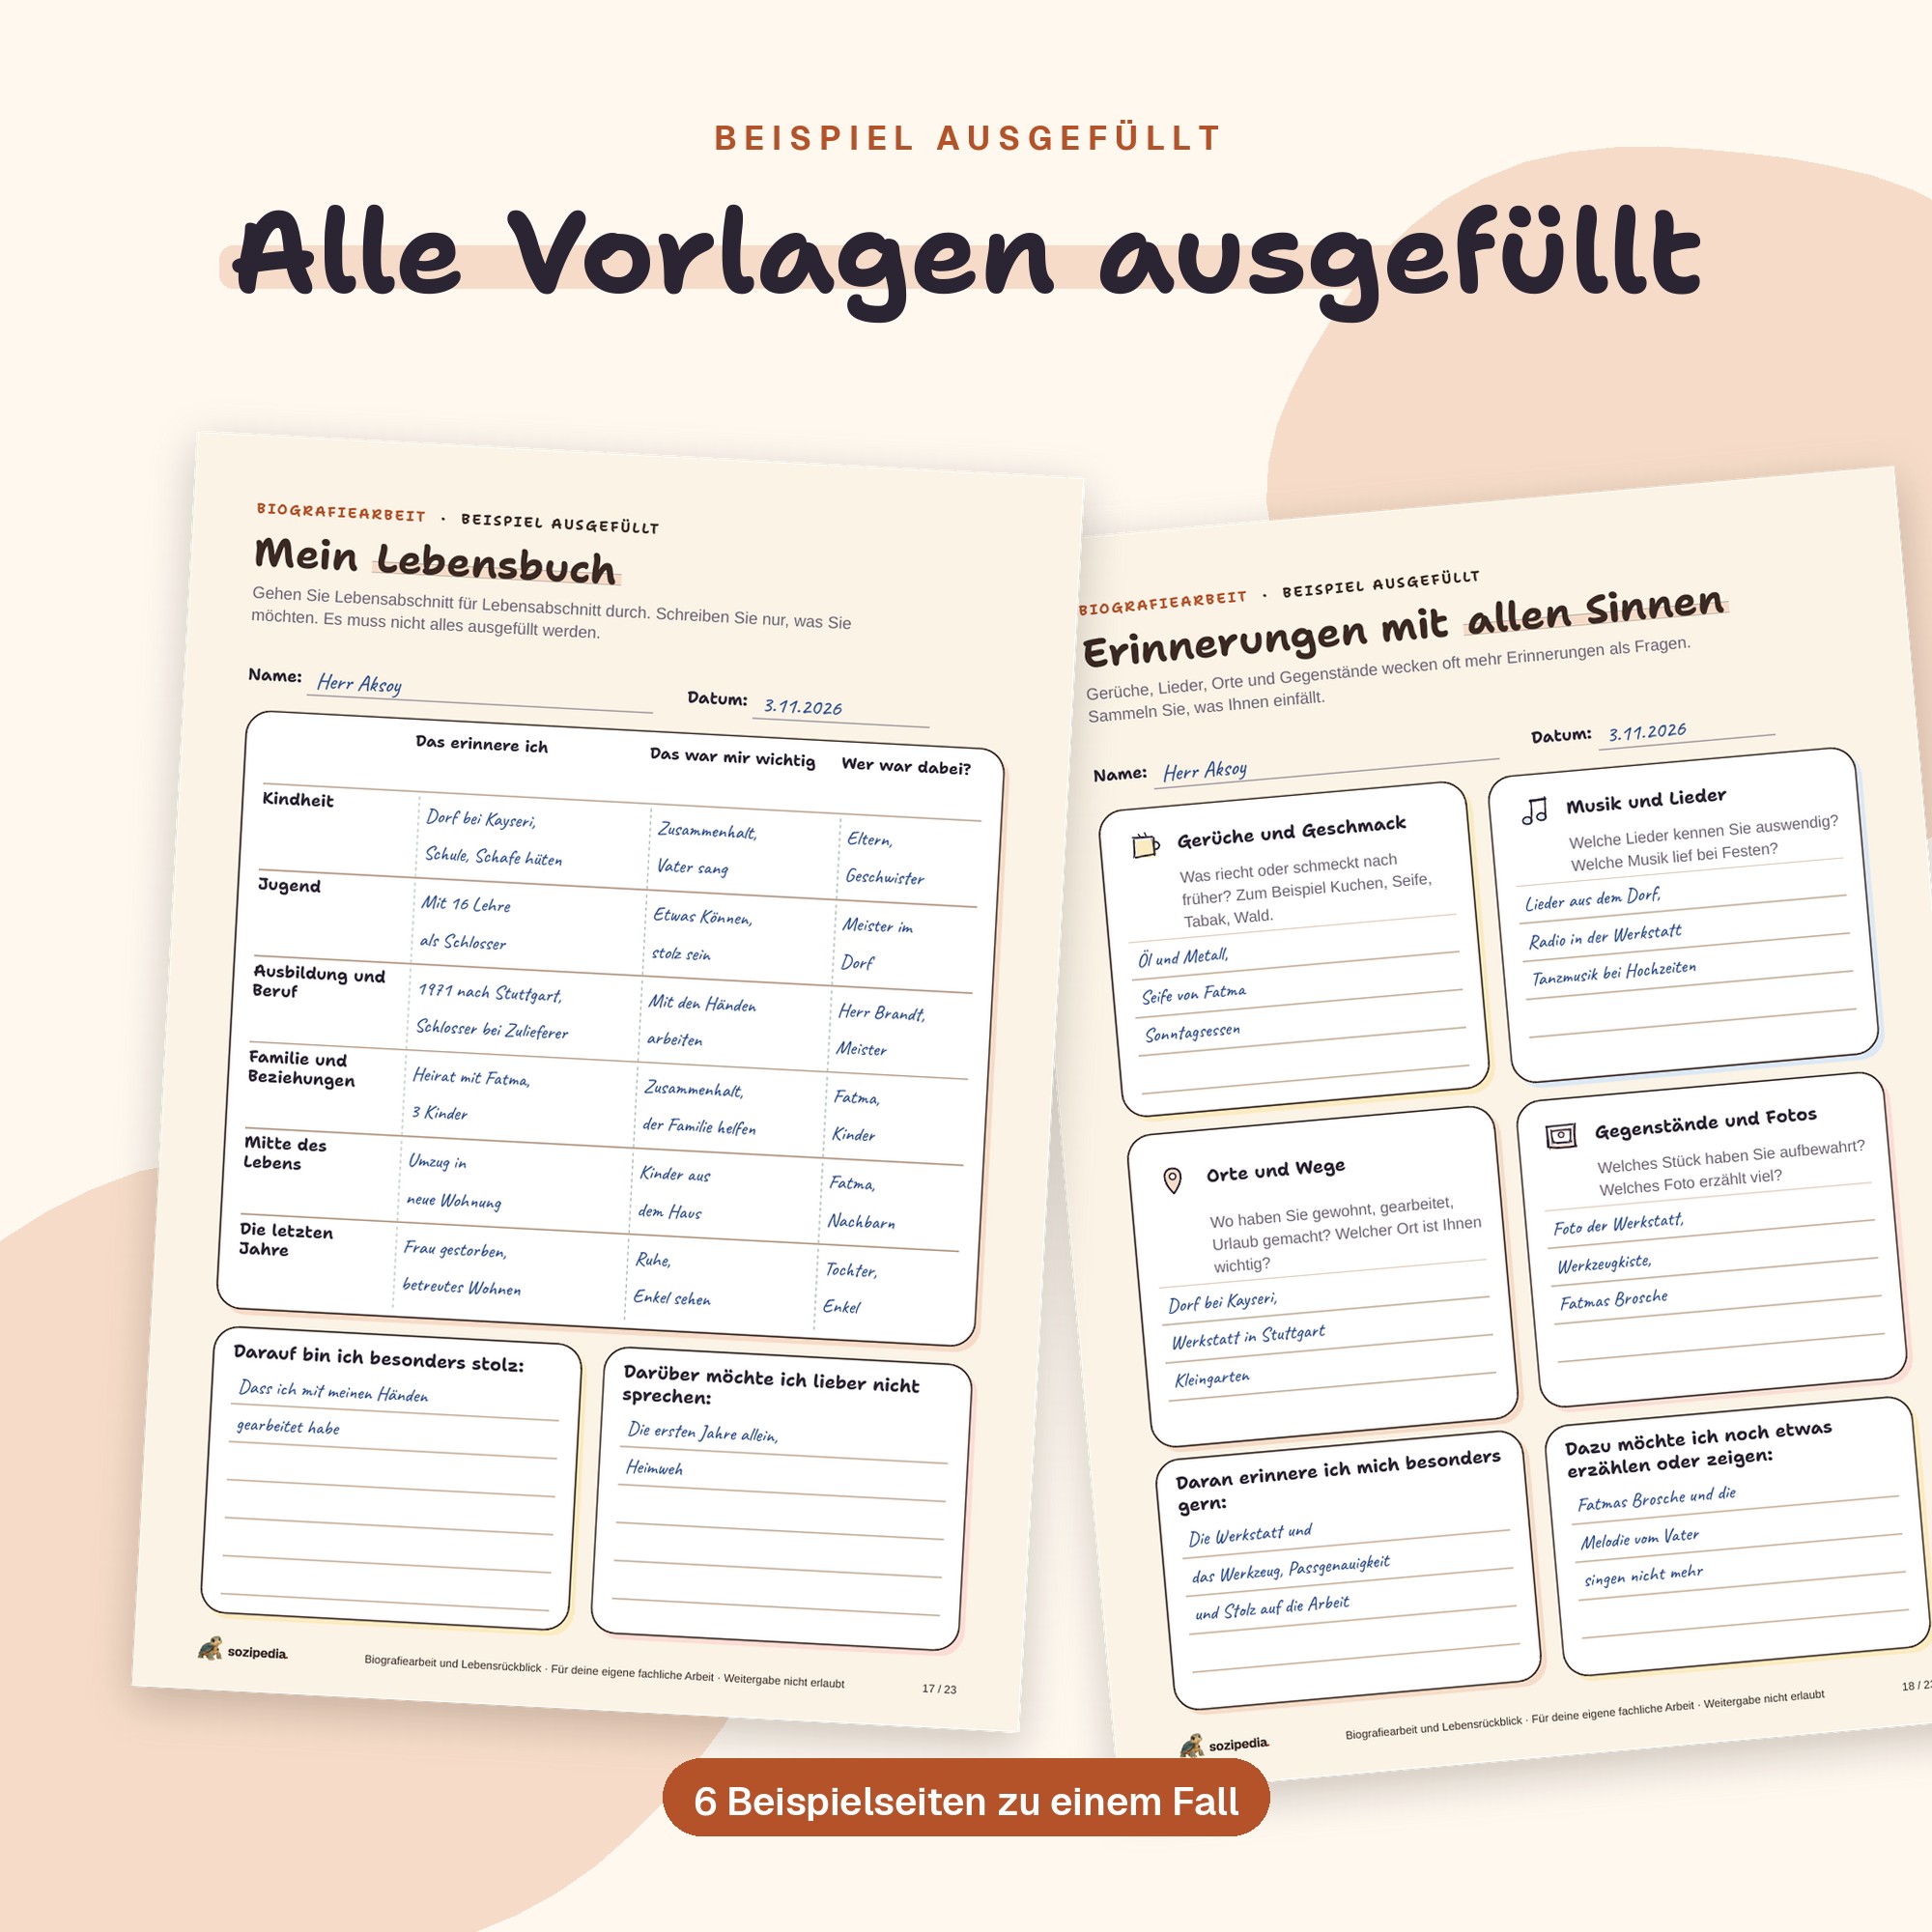 BEISPIEL AUSGEFÜLLT
Alle Vorlagen ausgefüllt
BIOGRAFIEARBEIT · BEISPIEL AUSGEFÜLLT
Mein Lebensbuch
Gehen Sie Lebensabschnitt für Lebensabschnitt durch. Schreiben Sie nur, was Sie
möchten. Es muss nicht alles ausgefüllt werden.
Name: Herr Aksoy Datum: 3.11.2026
Das erinnere ich Das war mir wichtig Wer war dabei?
Kindheit
Dorf bei Kayseri, Zusammenhalt, Eltern,
Schule, Schafe hüten Vater sang Geschwister
Jugend
Mit 16 Lehre Etwas Können, Meister im
als Schlosser stolz sein Dorf
Ausbildung und
Beruf
1971 nach Stuttgart, Mit den Händen Herr Brandt,
Schlosser bei Zulieferer arbeiten Meister
Familie und
Beziehungen
Heirat mit Fatma, Zusammenhalt, Fatma,
3 Kinder der Familie helfen Kinder
Mitte des
Lebens
Umzug in Kinder aus Fatma,
neue Wohnung dem Haus Nachbarn
Die letzten
Jahre
Frau gestorben, Ruhe, Tochter,
betreutes Wohnen Enkel sehen Enkel
Darauf bin ich besonders stolz:
Dass ich mit meinen Händen
gearbeitet habe
Darüber möchte ich lieber nicht
sprechen:
Die ersten Jahre allein,
Heimweh
sozipedia. Biografiearbeit und Lebensrückblick · Für deine eigene fachliche Arbeit · Weitergabe nicht erlaubt 17 / 23
BIOGRAFIEARBEIT · BEISPIEL AUSGEFÜLLT
Erinnerungen mit allen Sinnen
Gerüche, Lieder, Orte und Gegenstände wecken oft mehr Erinnerungen als Fragen.
Sammeln Sie, was Ihnen einfällt.
Name: Herr Aksoy Datum: 3.11.2026
Gerüche und Geschmack
Was riecht oder schmeckt nach
früher? Zum Beispiel Kuchen, Seife,
Tabak, Wald.
Öl und Metall,
Seife von Fatma
Sonntagsessen
Musik und Lieder
Welche Lieder kennen Sie auswendig?
Welche Musik lief bei Festen?
Lieder aus dem Dorf,
Radio in der Werkstatt
Tanzmusik bei Hochzeiten
Orte und Wege
Wo haben Sie gewohnt, gearbeitet,
Urlaub gemacht? Welcher Ort ist Ihnen
wichtig?
Dorf bei Kayseri,
Werkstatt in Stuttgart
Kleingarten
Gegenstände und Fotos
Welches Stück haben Sie aufbewahrt?
Welches Foto erzählt viel?
Foto der Werkstatt,
Werkzeugkiste,
Fatmas Brosche
Daran erinnere ich mich besonders
gern:
Die Werkstatt und
das Werkzeug, Passgenauigkeit
und Stolz auf die Arbeit
Dazu möchte ich noch etwas
erzählen oder zeigen:
Fatmas Brosche und die
Melodie vom Vater
singen nicht mehr
sozipedia. Biografiearbeit und Lebensrückblick · Für deine eigene fachliche Arbeit · Weitergabe nicht erlaubt 18 / 23
6 Beispielseiten zu einem Fall